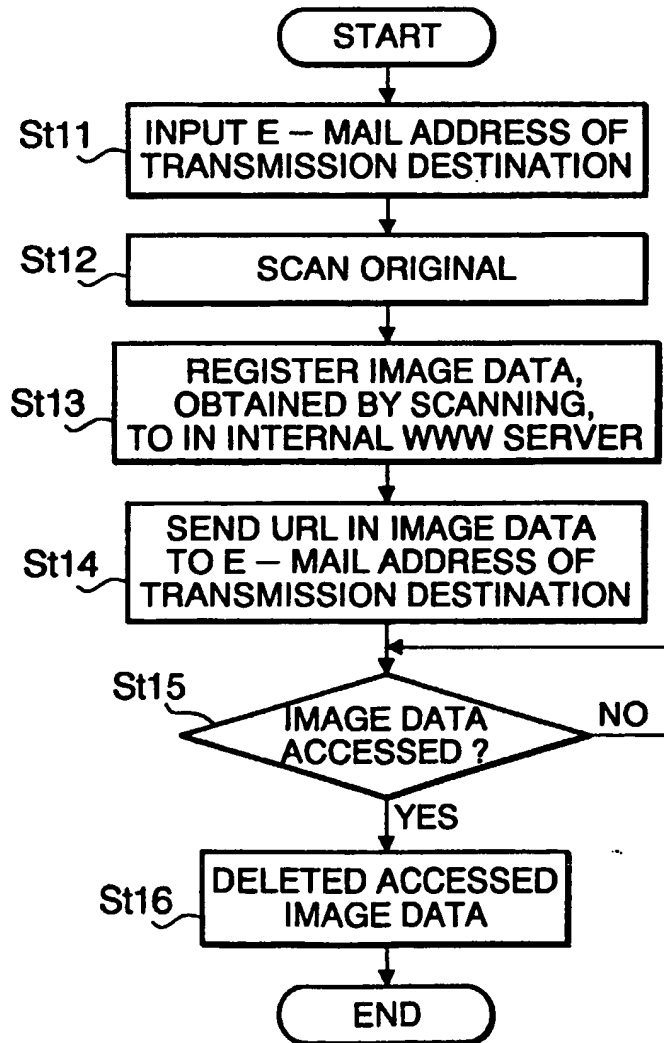 START
St11
INPUT E – MAIL ADDRESS OF
TRANSMISSION DESTINATION
St12
SCAN ORIGINAL
St13
REGISTER IMAGE DATA,
OBTAINED BY SCANNING,
TO IN INTERNAL WWW SERVER
St14
SEND URL IN IMAGE DATA
TO E – MAIL ADDRESS OF
TRANSMISSION DESTINATION
St15
IMAGE DATA
ACCESSED ?
NO
YES
St16
DELETED ACCESSED
IMAGE DATA
END